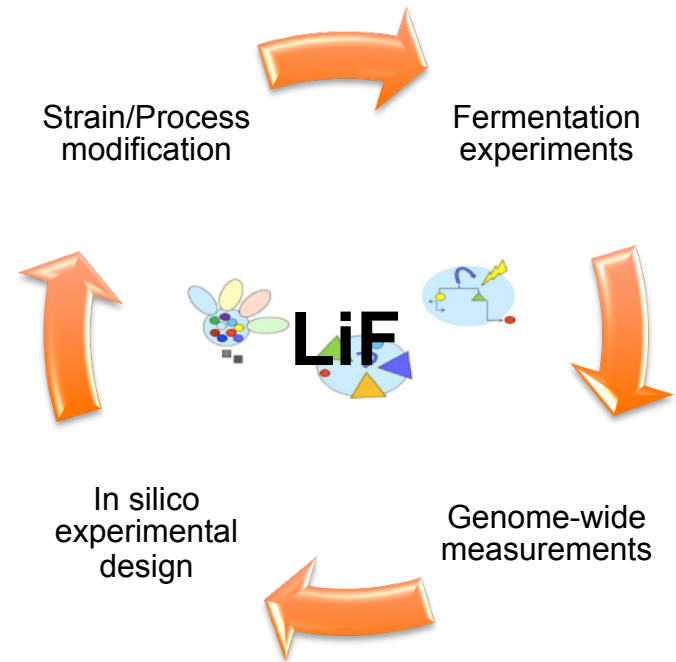 Strain/Process
modification
Fermentation
experiments
LiF
In silico
experimental
design
Genome-wide
measurements